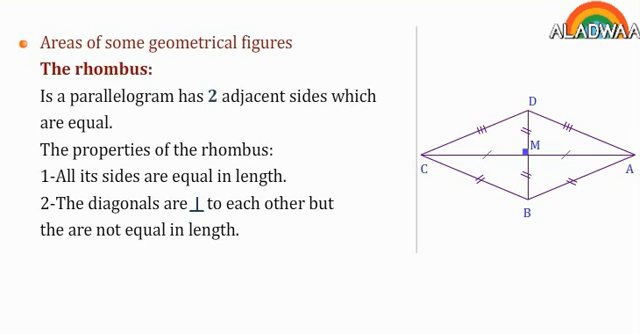 ALADWAA
Areas of some geometrical figures
The rhombus:
Is a parallelogram has 2 adjacent sides which
are equal.
The properties of the rhombus:
1-All its sides are equal in length.
2-The diagonals are ⊥ to each other but
the are not equal in length.
D
M
C
A
B